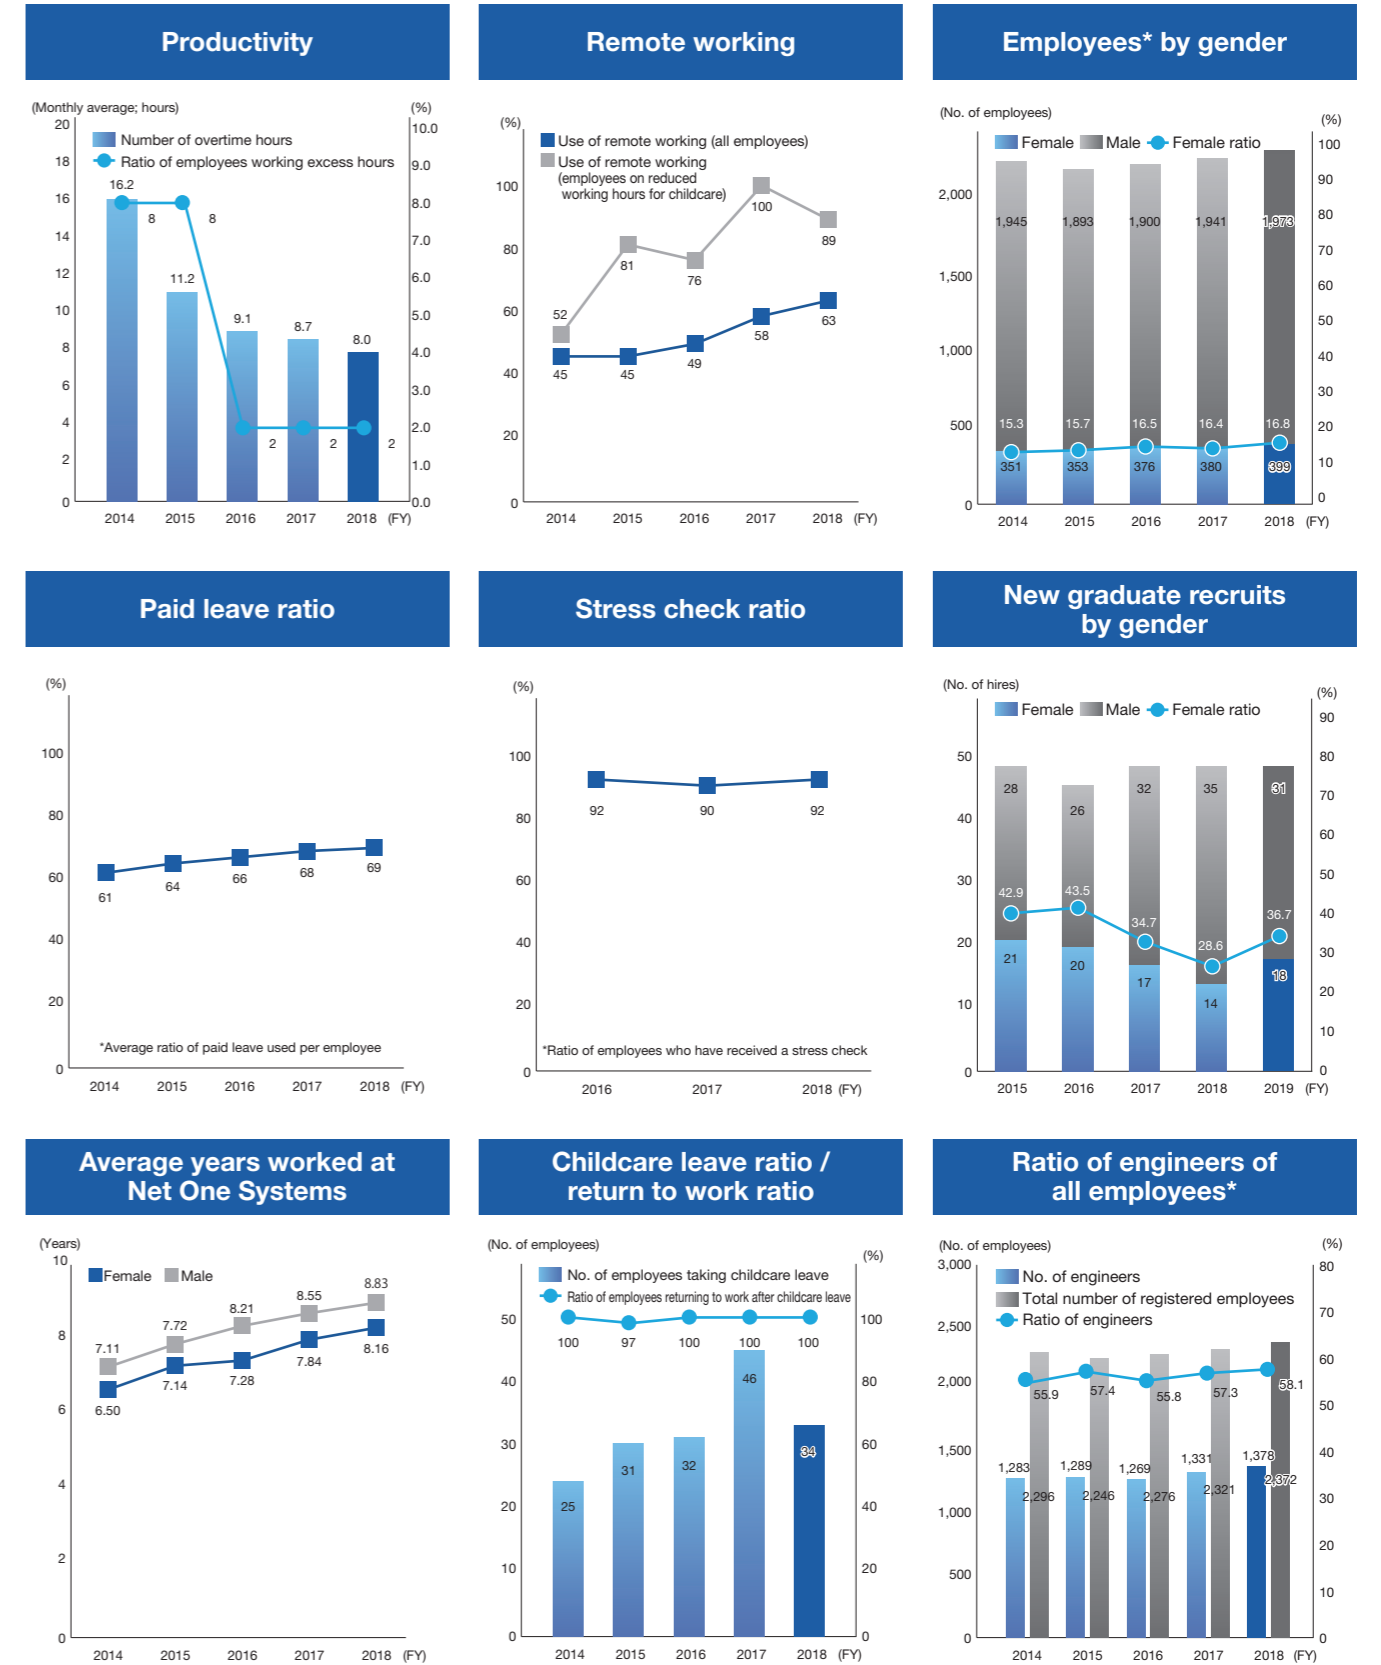 Productivity
(Monthly average; hours)
(%)
Number of overtime hours
Ratio of employees working excess hours
20
18
16
14
12
10
8
6
4
2
0
10.0
9.0
8.0
7.0
6.0
5.0
4.0
3.0
2.0
1.0
0.0
16.2
11.2
9.1
8.7
8.0
8
8
2
2
2
2014 2015 2016 2017 2018 (FY)
Remote working
(%)
Use of remote working (all employees)
Use of remote working
(employees on reduced
working hours for childcare)
100
80
60
40
20
0
52
81
76
100
89
45
45
49
58
63
2014 2015 2016 2017 2018 (FY)
Employees* by gender
(No. of employees)
(%)
Female Male Female ratio
2,000
1,500
1,000
500
0
100
90
80
70
60
50
40
30
20
10
0
1,945 1,893 1,900 1,941 1,973
15.3 15.7 16.5 16.4 16.8
351 353 376 380 399
2014 2015 2016 2017 2018 (FY)
Paid leave ratio
(%)
100
80
60
40
20
0
61
64
66
68
69
*Average ratio of paid leave used per employee
2014 2015 2016 2017 2018 (FY)
Stress check ratio
(%)
100
80
60
40
20
0
92 90 92
*Ratio of employees who have received a stress check
2016 2017 2018 (FY)
New graduate recruits
by gender
(No. of hires)
(%)
Female Male Female ratio
50
40
30
20
10
0
90
80
70
60
50
40
30
20
10
0
28 26 32 35 31
42.9 43.5 34.7 28.6 36.7
21 20 17 14 18
2015 2016 2017 2018 2019 (FY)
Average years worked at
Net One Systems
(Years)
Female Male
10
8
6
4
2
0
7.11
7.72
8.21
8.55
8.83
6.50
7.14
7.28
7.84
8.16
2014 2015 2016 2017 2018 (FY)
Childcare leave ratio /
return to work ratio
(No. of employees)
(%)
No. of employees taking childcare leave
Ratio of employees returning to work after childcare leave
50
40
30
20
10
0
100
80
60
40
20
0
100 97 100 100 100
25 31 32 46 34
2014 2015 2016 2017 2018 (FY)
Ratio of engineers of
all employees*
(No. of employees)
(%)
No. of engineers
Total number of registered employees
Ratio of engineers
3,000
2,500
2,000
1,500
1,000
500
0
80
70
60
50
40
30
20
10
0
55.9 57.4 55.8 57.3 58.1
1,283 1,289 1,269 1,331 1,378
2,296 2,246 2,276 2,321 2,372
2014 2015 2016 2017 2018 (FY)